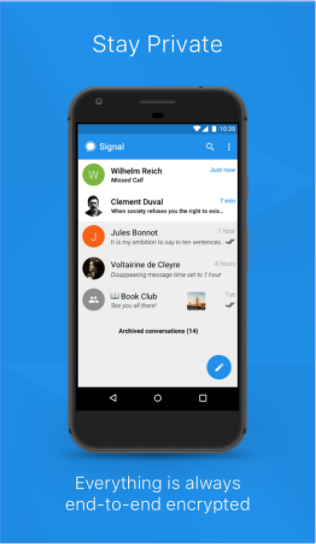 Stay Private
10:30
Signal
W
Wilhelm Reich
Just now
Missed Call
Clement Duval
7 min
When society refuses you the right to exis...
J
Jules Bonnot
1 hour
It is my ambition to say in ten sentences...
Voltairine de Cleyre
4 hours
Disappearing message time set to 1 hour
📖 Book Club
Tue
See you all there!
Archived conversations (14)
Everything is always
end-to-end encrypted